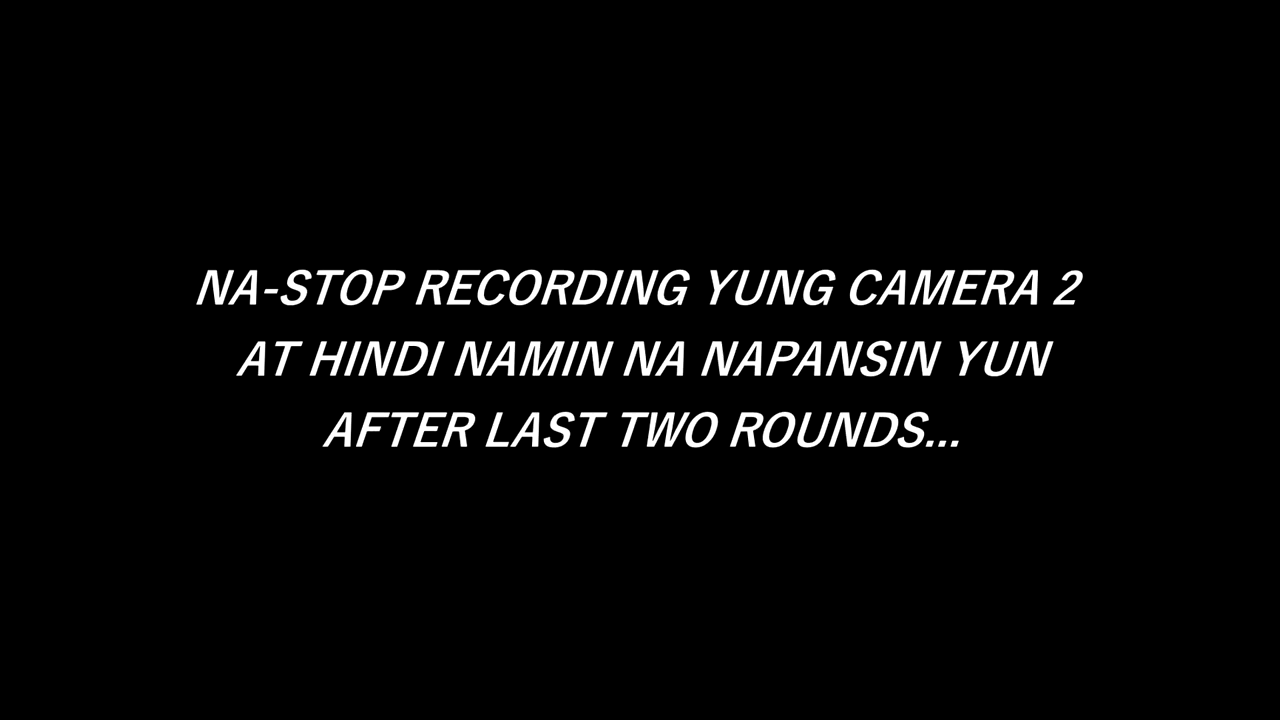 NA-STOP RECORDING YUNG CAMERA 2
AT HINDI NAMIN NA NAPANSIN YUN
AFTER LAST TWO ROUNDS...